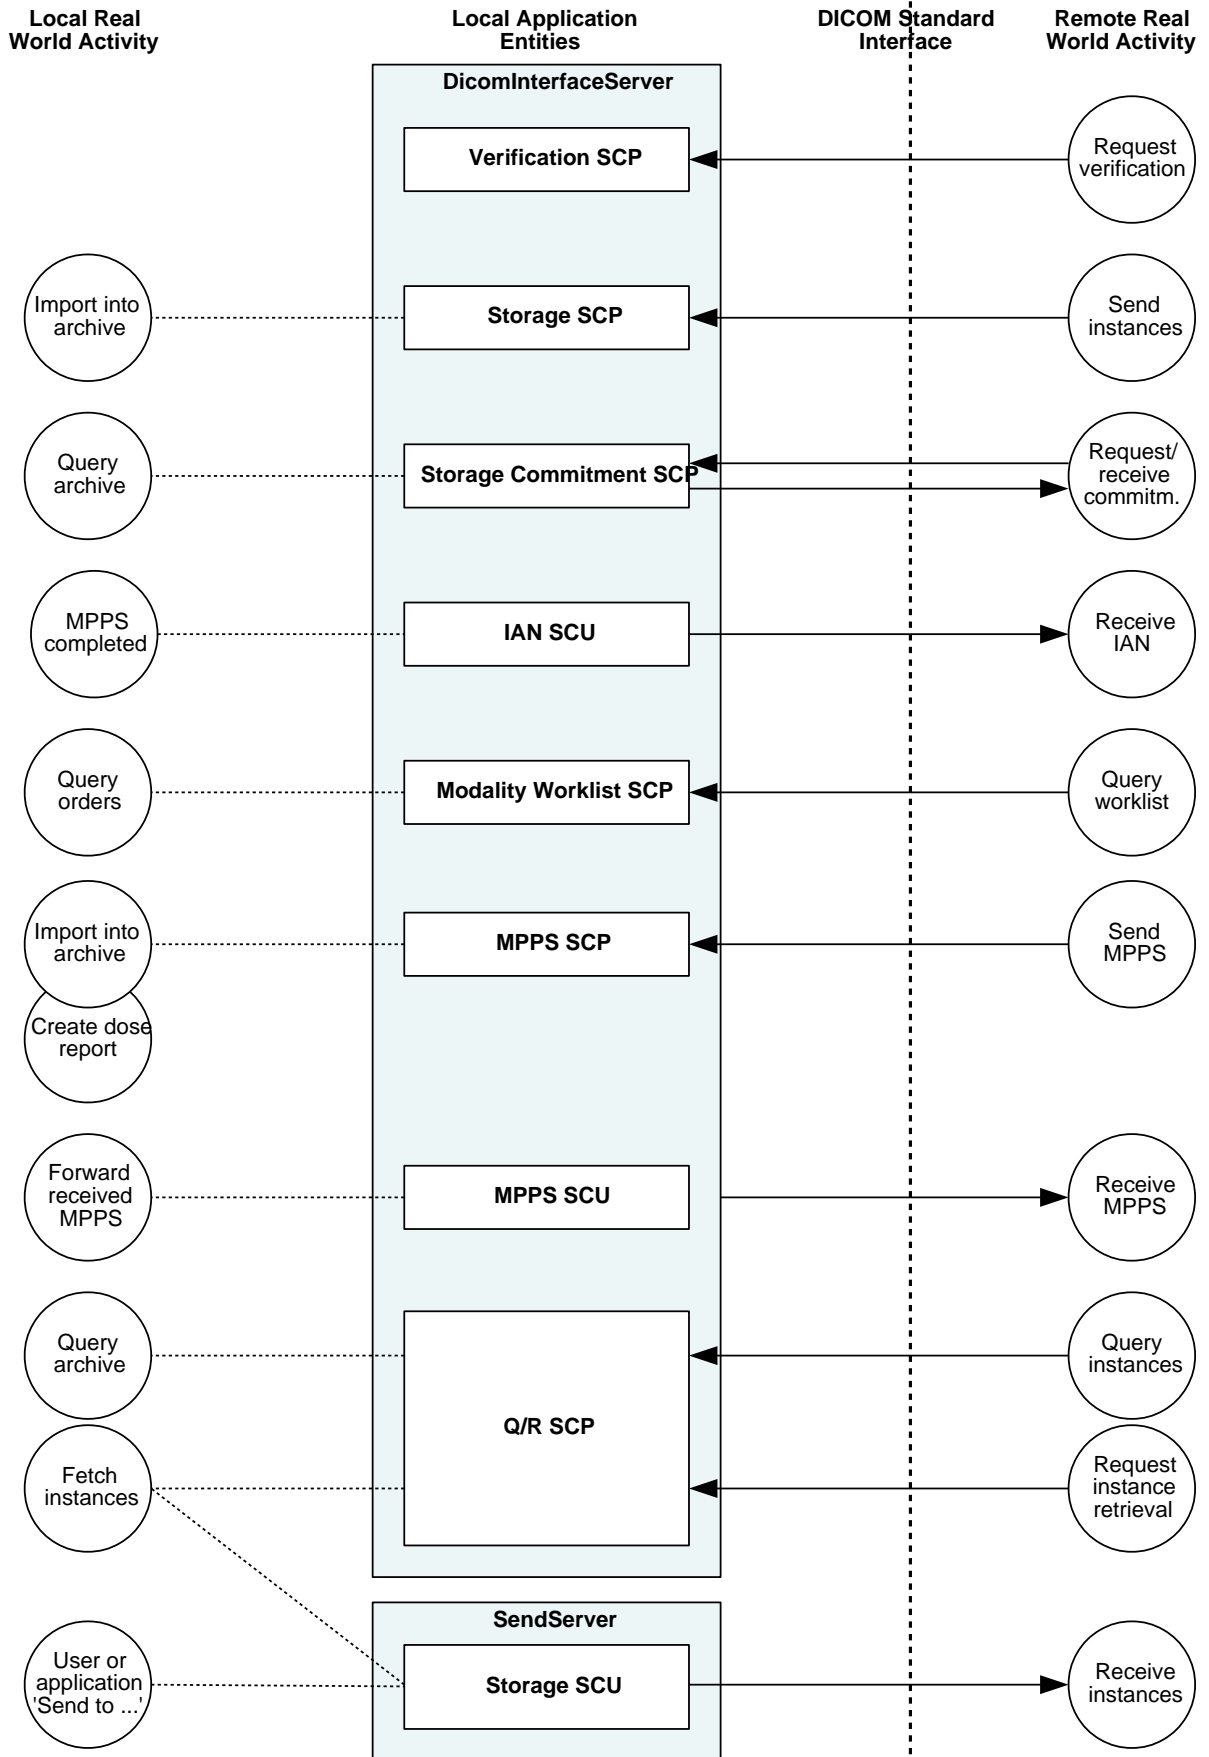 Local Real
World Activity
Local Application
Entities
DICOM Standard
Interface
Remote Real
World Activity
DicomInterfaceServer
Verification SCP
Request
verification
Import into
archive
Storage SCP
Send
instances
Query
archive
Storage Commitment SCP
Request/
receive
commitm.
MPPS
completed
IAN SCU
Receive
IAN
Query
orders
Modality Worklist SCP
Query
worklist
Import into
archive
MPPS SCP
Send
MPPS
Create dose
report
Forward
received
MPPS
MPPS SCU
Receive
MPPS
Query
archive
Query
instances
Q/R SCP
Fetch
instances
Request
instance
retrieval
SendServer
User or
application
'Send to ...'
Storage SCU
Receive
instances